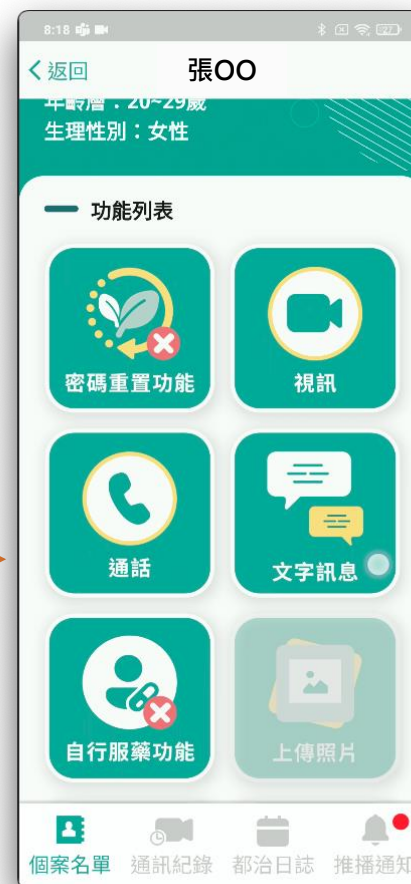 8:18
返回
張OO
年齡層：20~29歲
生理性別：女性
功能列表
密碼重置功能
視訊
通話
文字訊息
自行服藥功能
上傳照片
個案名單
通訊紀錄
都治日誌
推播通知